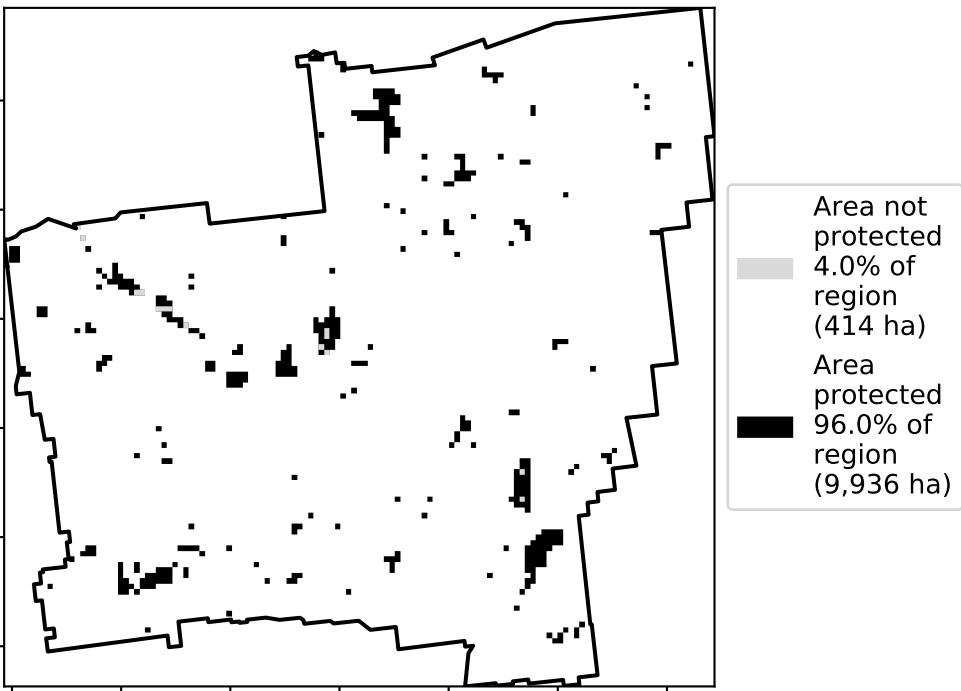 Area not
protected
4.0% of
region
(414 ha)
Area
protected
96.0% of
region
(9,936 ha)